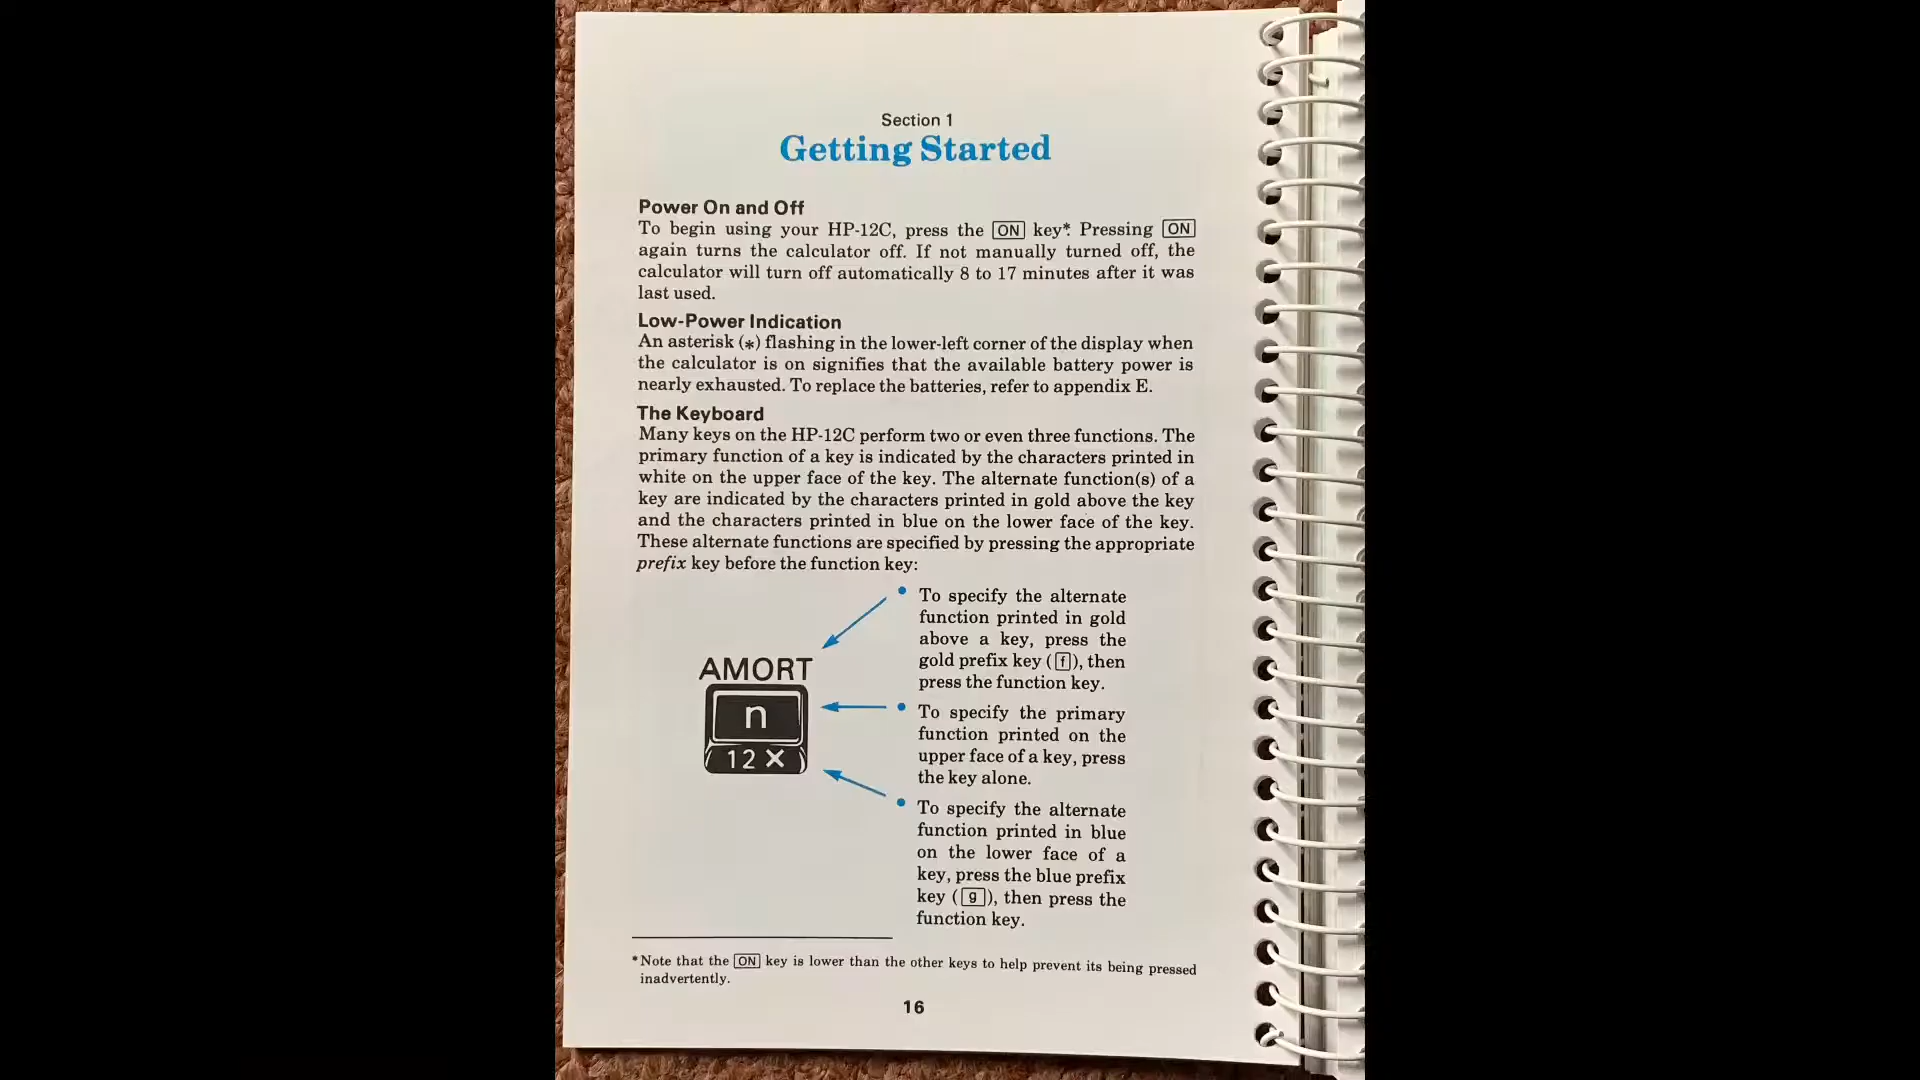 Section 1
Getting Started
Power On and Off
To begin using your HP-12C, press the ON key*. Pressing ON
again turns the calculator off. If not manually turned off, the
calculator will turn off automatically 8 to 17 minutes after it was
last used.
Low-Power Indication
An asterisk (*) flashing in the lower-left corner of the display when
the calculator is on signifies that the available battery power is
nearly exhausted. To replace the batteries, refer to appendix E.
The Keyboard
Many keys on the HP-12C perform two or even three functions. The
primary function of a key is indicated by the characters printed in
white on the upper face of the key. The alternate function(s) of a
key are indicated by the characters printed in gold above the key
and the characters printed in blue on the lower face of the key.
These alternate functions are specified by pressing the appropriate
prefix key before the function key:
AMORT
n
12×
• To specify the alternate
function printed in gold
above a key, press the
gold prefix key (f), then
press the function key.
• To specify the primary
function printed on the
upper face of a key, press
the key alone.
• To specify the alternate
function printed in blue
on the lower face of a
key, press the blue prefix
key (g), then press the
function key.
*Note that the ON key is lower than the other keys to help prevent its being pressed
inadvertently.
16